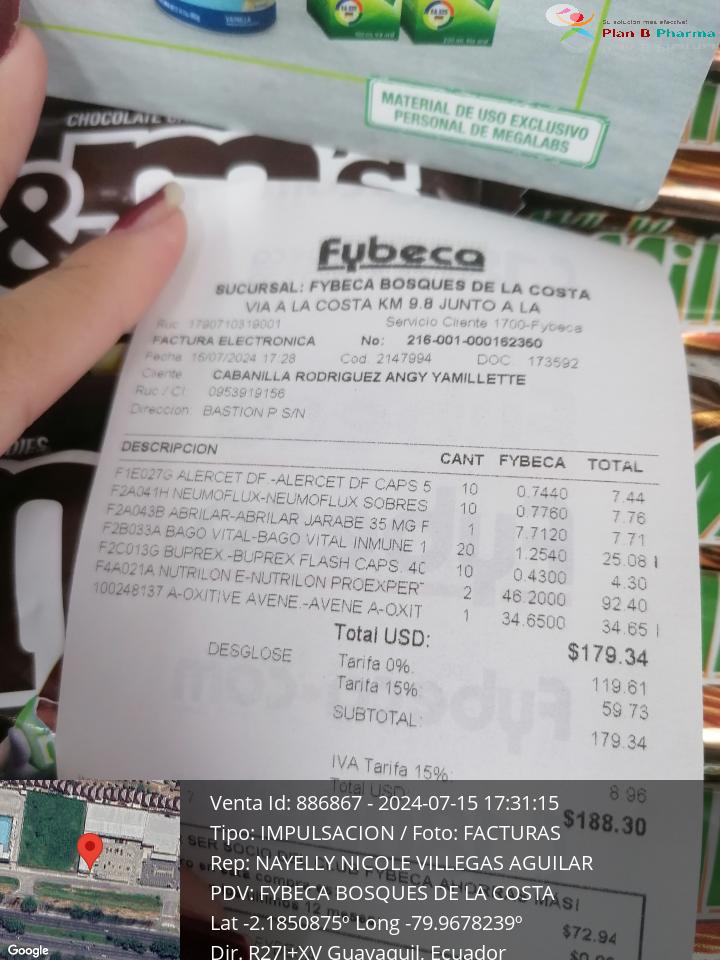 Su solución más efectiva!
Plan B Pharma
VAINILLA
MATERIAL DE USO EXCLUSIVO
PERSONAL DE MEGALABS
CHOCOLATE
&m's
Fybeca
SUCURSAL: FYBECA BOSQUES DE LA COSTA
VIA A LA COSTA KM 9.8 JUNTO A LA
Ruc: 1790710319001 Servicio Cliente 1700-Fybeca
FACTURA ELECTRONICA No: 216-001-000162360
Fecha: 15/07/2024 17:28 Cod: 2147994 DOC: 173592
Cliente: CABANILLA RODRIGUEZ ANGY YAMILLETTE
Ruc / CI: 0953919156
Direccion: BASTION P S/N
DESCRIPCION CANT FYBECA TOTAL
F1E027G ALERCET DF.-ALERCET DF CAPS 5 10 0.7440 7.44
F2A041H NEUMOFLUX-NEUMOFLUX SOBRES 10 0.7760 7.76
F2A043B ABRILAR-ABRILAR JARABE 35 MG F 1 7.7120 7.71
F2B033A BAGO VITAL-BAGO VITAL INMUNE 1 20 1.2540 25.08 I
F2C013G BUPREX.-BUPREX FLASH CAPS. 40 10 0.4300 4.30
F4A021A NUTRILON E-NUTRILON PROEXPER 2 46.2000 92.40
100248137 A-OXITIVE AVENE.-AVENE A-OXIT 1 34.6500 34.65 I
Total USD: $179.34
DESGLOSE Tarifa 0%: 119.61
Tarifa 15%: 59.73
SUBTOTAL: 179.34
IVA Tarifa 15%: 8.96
Total USD: $188.30
$72.94
Venta Id: 886867 - 2024-07-15 17:31:15
Tipo: IMPULSACION / Foto: FACTURAS
Rep: NAYELLY NICOLE VILLEGAS AGUILAR
PDV: FYBECA BOSQUES DE LA COSTA
Lat -2.1850875º Long -79.9678239º
Dir. R27J+XV Guayaquil, Ecuador
Google